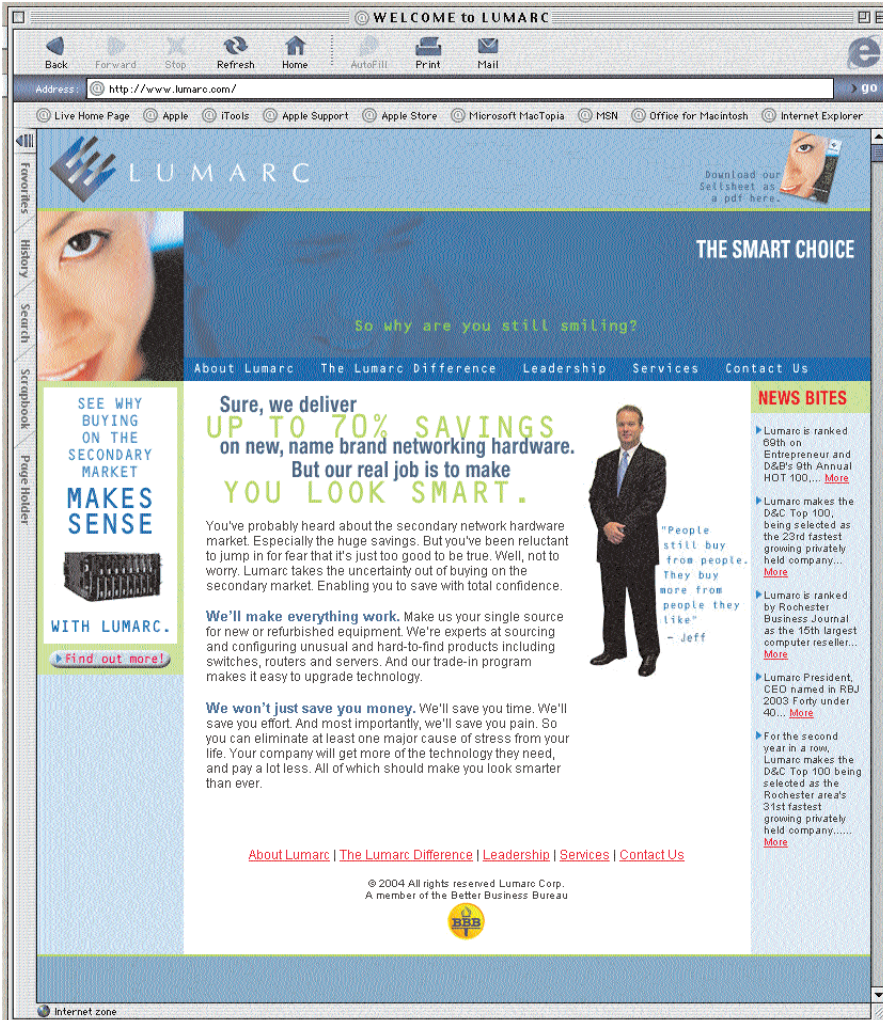 WELCOME to LUMARC
Back
Forward
Stop
Refresh
Home
AutoFill
Print
Mail
Address:
http://www.lumarc.com/
go
Live Home Page
Apple
iTools
Apple Support
Apple Store
Microsoft MacTopia
MSN
Office for Macintosh
Internet Explorer
Favorites
History
Search
Scrapbook
Page Holder
LUMARC
Download our
Sellsheet as
a pdf here.
THE SMART CHOICE
So why are you still smiling?
About Lumarc
The Lumarc Difference
Leadership
Services
Contact Us
SEE WHY
BUYING
ON THE
SECONDARY
MARKET
MAKES
SENSE
WITH LUMARC.
Find out more!
Sure, we deliver
UP TO 70% SAVINGS
on new, name brand networking hardware.
But our real job is to make
YOU LOOK SMART.
You've probably heard about the secondary network hardware
market. Especially the huge savings. But you've been reluctant
to jump in for fear that it's just too good to be true. Well, not to
worry. Lumarc takes the uncertainty out of buying on the
secondary market. Enabling you to save with total confidence.
We'll make everything work. Make us your single source
for new or refurbished equipment. We're experts at sourcing
and configuring unusual and hard-to-find products including
switches, routers and servers. And our trade-in program
makes it easy to upgrade technology.
We won't just save you money. We'll save you time. We'll
save you effort. And most importantly, we'll save you pain. So
you can eliminate at least one major cause of stress from your
life. Your company will get more of the technology they need,
and pay a lot less. All of which should make you look smarter
than ever.
"People
still buy
from people.
They buy
more from
people they
like"
- Jeff
NEWS BITES
Lumarc is ranked
69th on
Entrepreneur and
D&B's 9th Annual
HOT 100,... More
Lumarc makes the
D&C Top 100,
being selected as
the 23rd fastest
growing privately
held company...
More
Lumarc is ranked
by Rochester
Business Journal
as the 15th largest
computer reseller...
More
Lumarc President,
CEO named in RBJ
2003 Forty under
40... More
For the second
year in a row,
Lumarc makes the
D&C Top 100 being
selected as the
Rochester area's
31st fastest
growing privately
held company......
More
About Lumarc | The Lumarc Difference | Leadership | Services | Contact Us
© 2004 All rights reserved Lumarc Corp.
A member of the Better Business Bureau
BBB
Internet zone